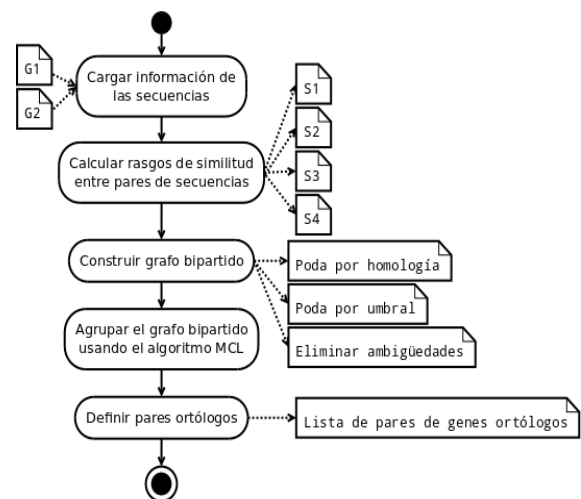 G1
G2
Cargar información de
las secuencias
S1
S2
S3
S4
Calcular rasgos de similitud
entre pares de secuencias
Construir grafo bipartido
Poda por homología
Poda por umbral
Eliminar ambigüedades
Agrupar el grafo bipartido
usando el algoritmo MCL
Definir pares ortólogos
Lista de pares de genes ortólogos